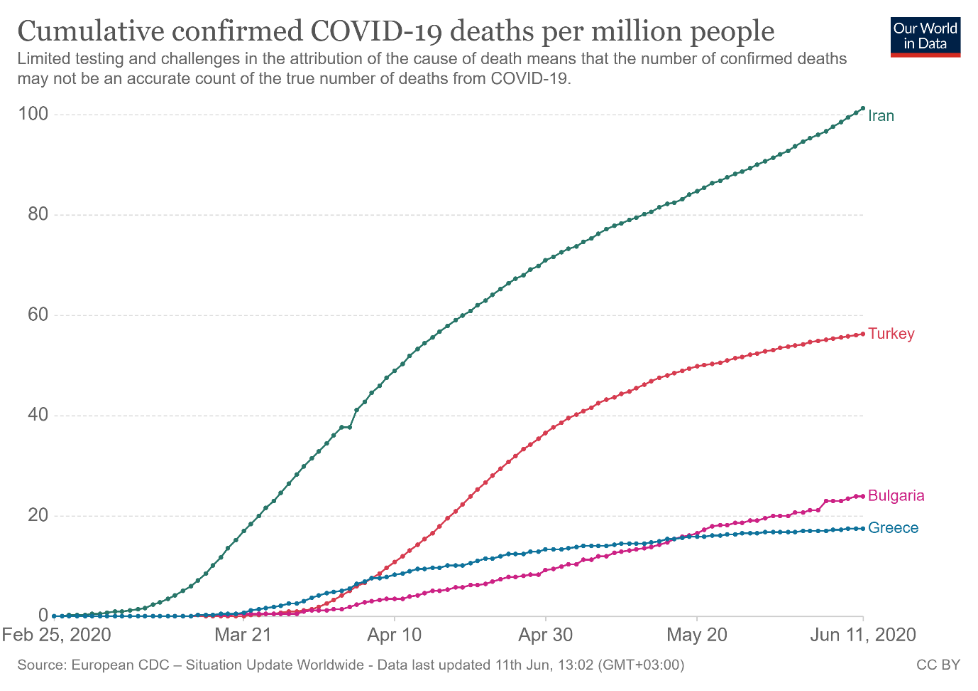 Cumulative confirmed COVID-19 deaths per million people
Our World
in Data
Limited testing and challenges in the attribution of the cause of death means that the number of confirmed deaths
may not be an accurate count of the true number of deaths from COVID-19.
100
Iran
80
60
Turkey
40
20
Bulgaria
Greece
0
Feb 25, 2020
Mar 21
Apr 10
Apr 30
May 20
Jun 11, 2020
Source: European CDC – Situation Update Worldwide - Data last updated 11th Jun, 13:02 (GMT+03:00)
CC BY